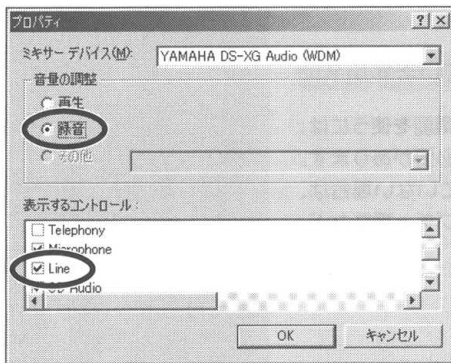 プロパティ
ミキサー デバイス(M): YAMAHA DS-XG Audio (WDM)
音量の調整
再生
録音
その他
表示するコントロール:
Telephony
Microphone
Line
CD Audio
OK キャンセル